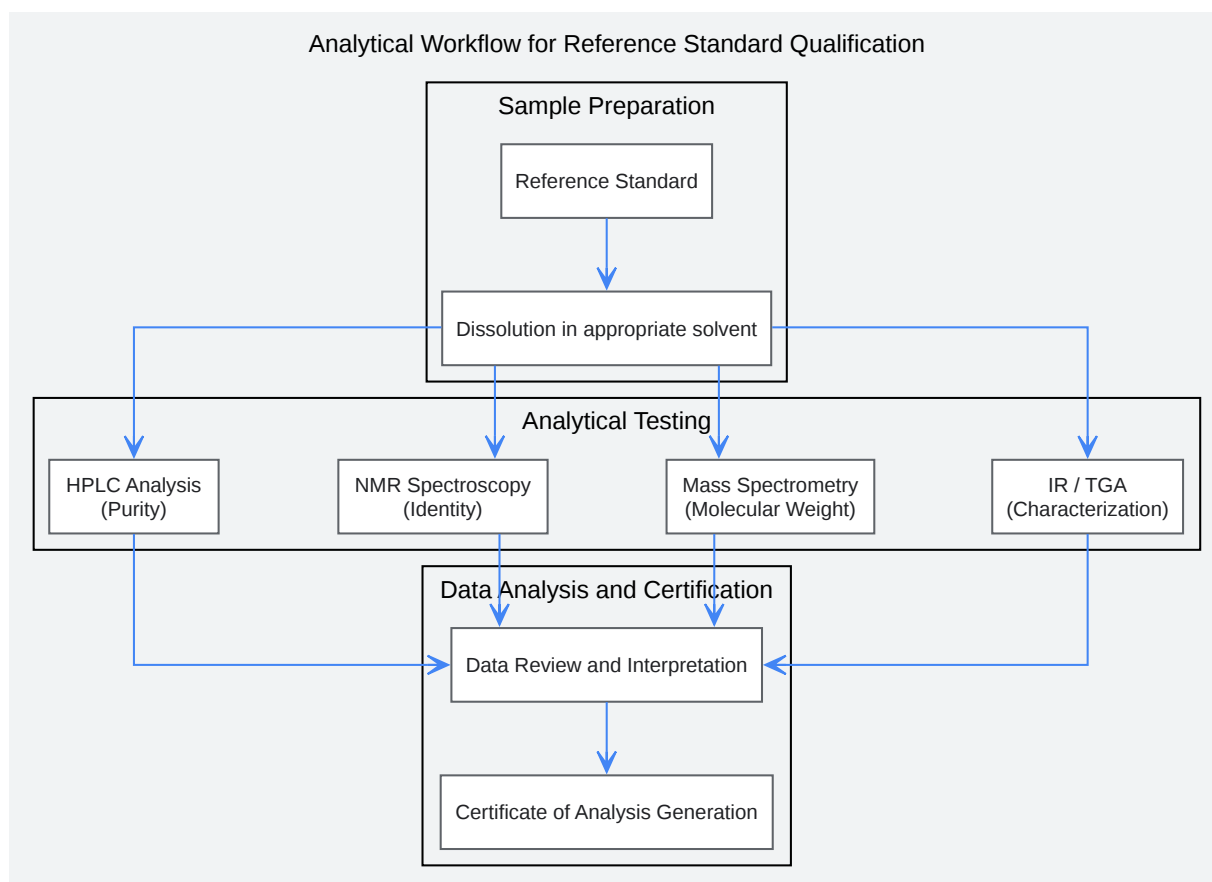 Analytical Workflow for Reference Standard Qualification
Sample Preparation
Reference Standard
Dissolution in appropriate solvent
Analytical Testing
HPLC Analysis
(Purity)
NMR Spectroscopy
(Identity)
Mass Spectrometry
(Molecular Weight)
IR / TGA
(Characterization)
Data Analysis and Certification
Data Review and Interpretation
Certificate of Analysis Generation